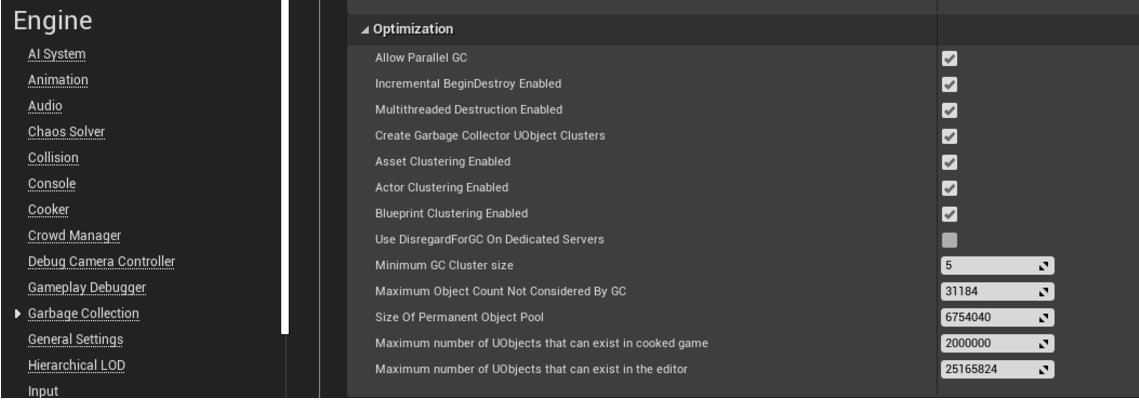 Engine
AI System
Animation
Audio
Chaos Solver
Collision
Console
Cooker
Crowd Manager
Debug Camera Controller
Gameplay Debugger
Garbage Collection
General Settings
Hierarchical LOD
Input
Optimization
Allow Parallel GC
Incremental BeginDestroy Enabled
Multithreaded Destruction Enabled
Create Garbage Collector UObject Clusters
Asset Clustering Enabled
Actor Clustering Enabled
Blueprint Clustering Enabled
Use DisregardForGC On Dedicated Servers
Minimum GC Cluster size 5
Maximum Object Count Not Considered By GC 31184
Size Of Permanent Object Pool 6754040
Maximum number of UObjects that can exist in cooked game 2000000
Maximum number of UObjects that can exist in the editor 25165824